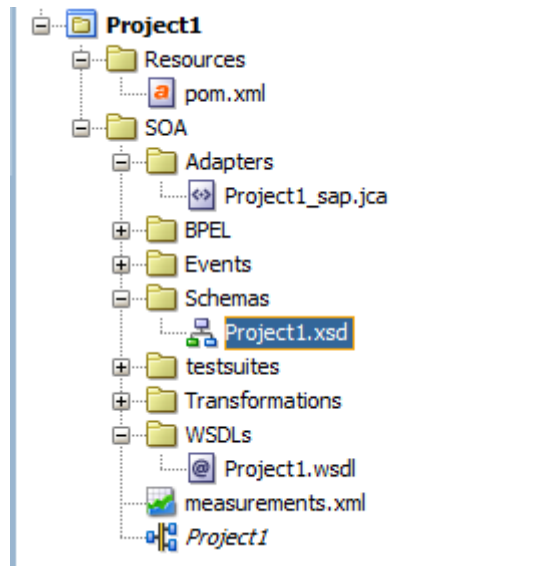 Project1
Resources
pom.xml
SOA
Adapters
Project1_sap.jca
BPEL
Events
Schemas
Project1.xsd
testsuites
Transformations
WSDLs
Project1.wsdl
measurements.xml
Project1